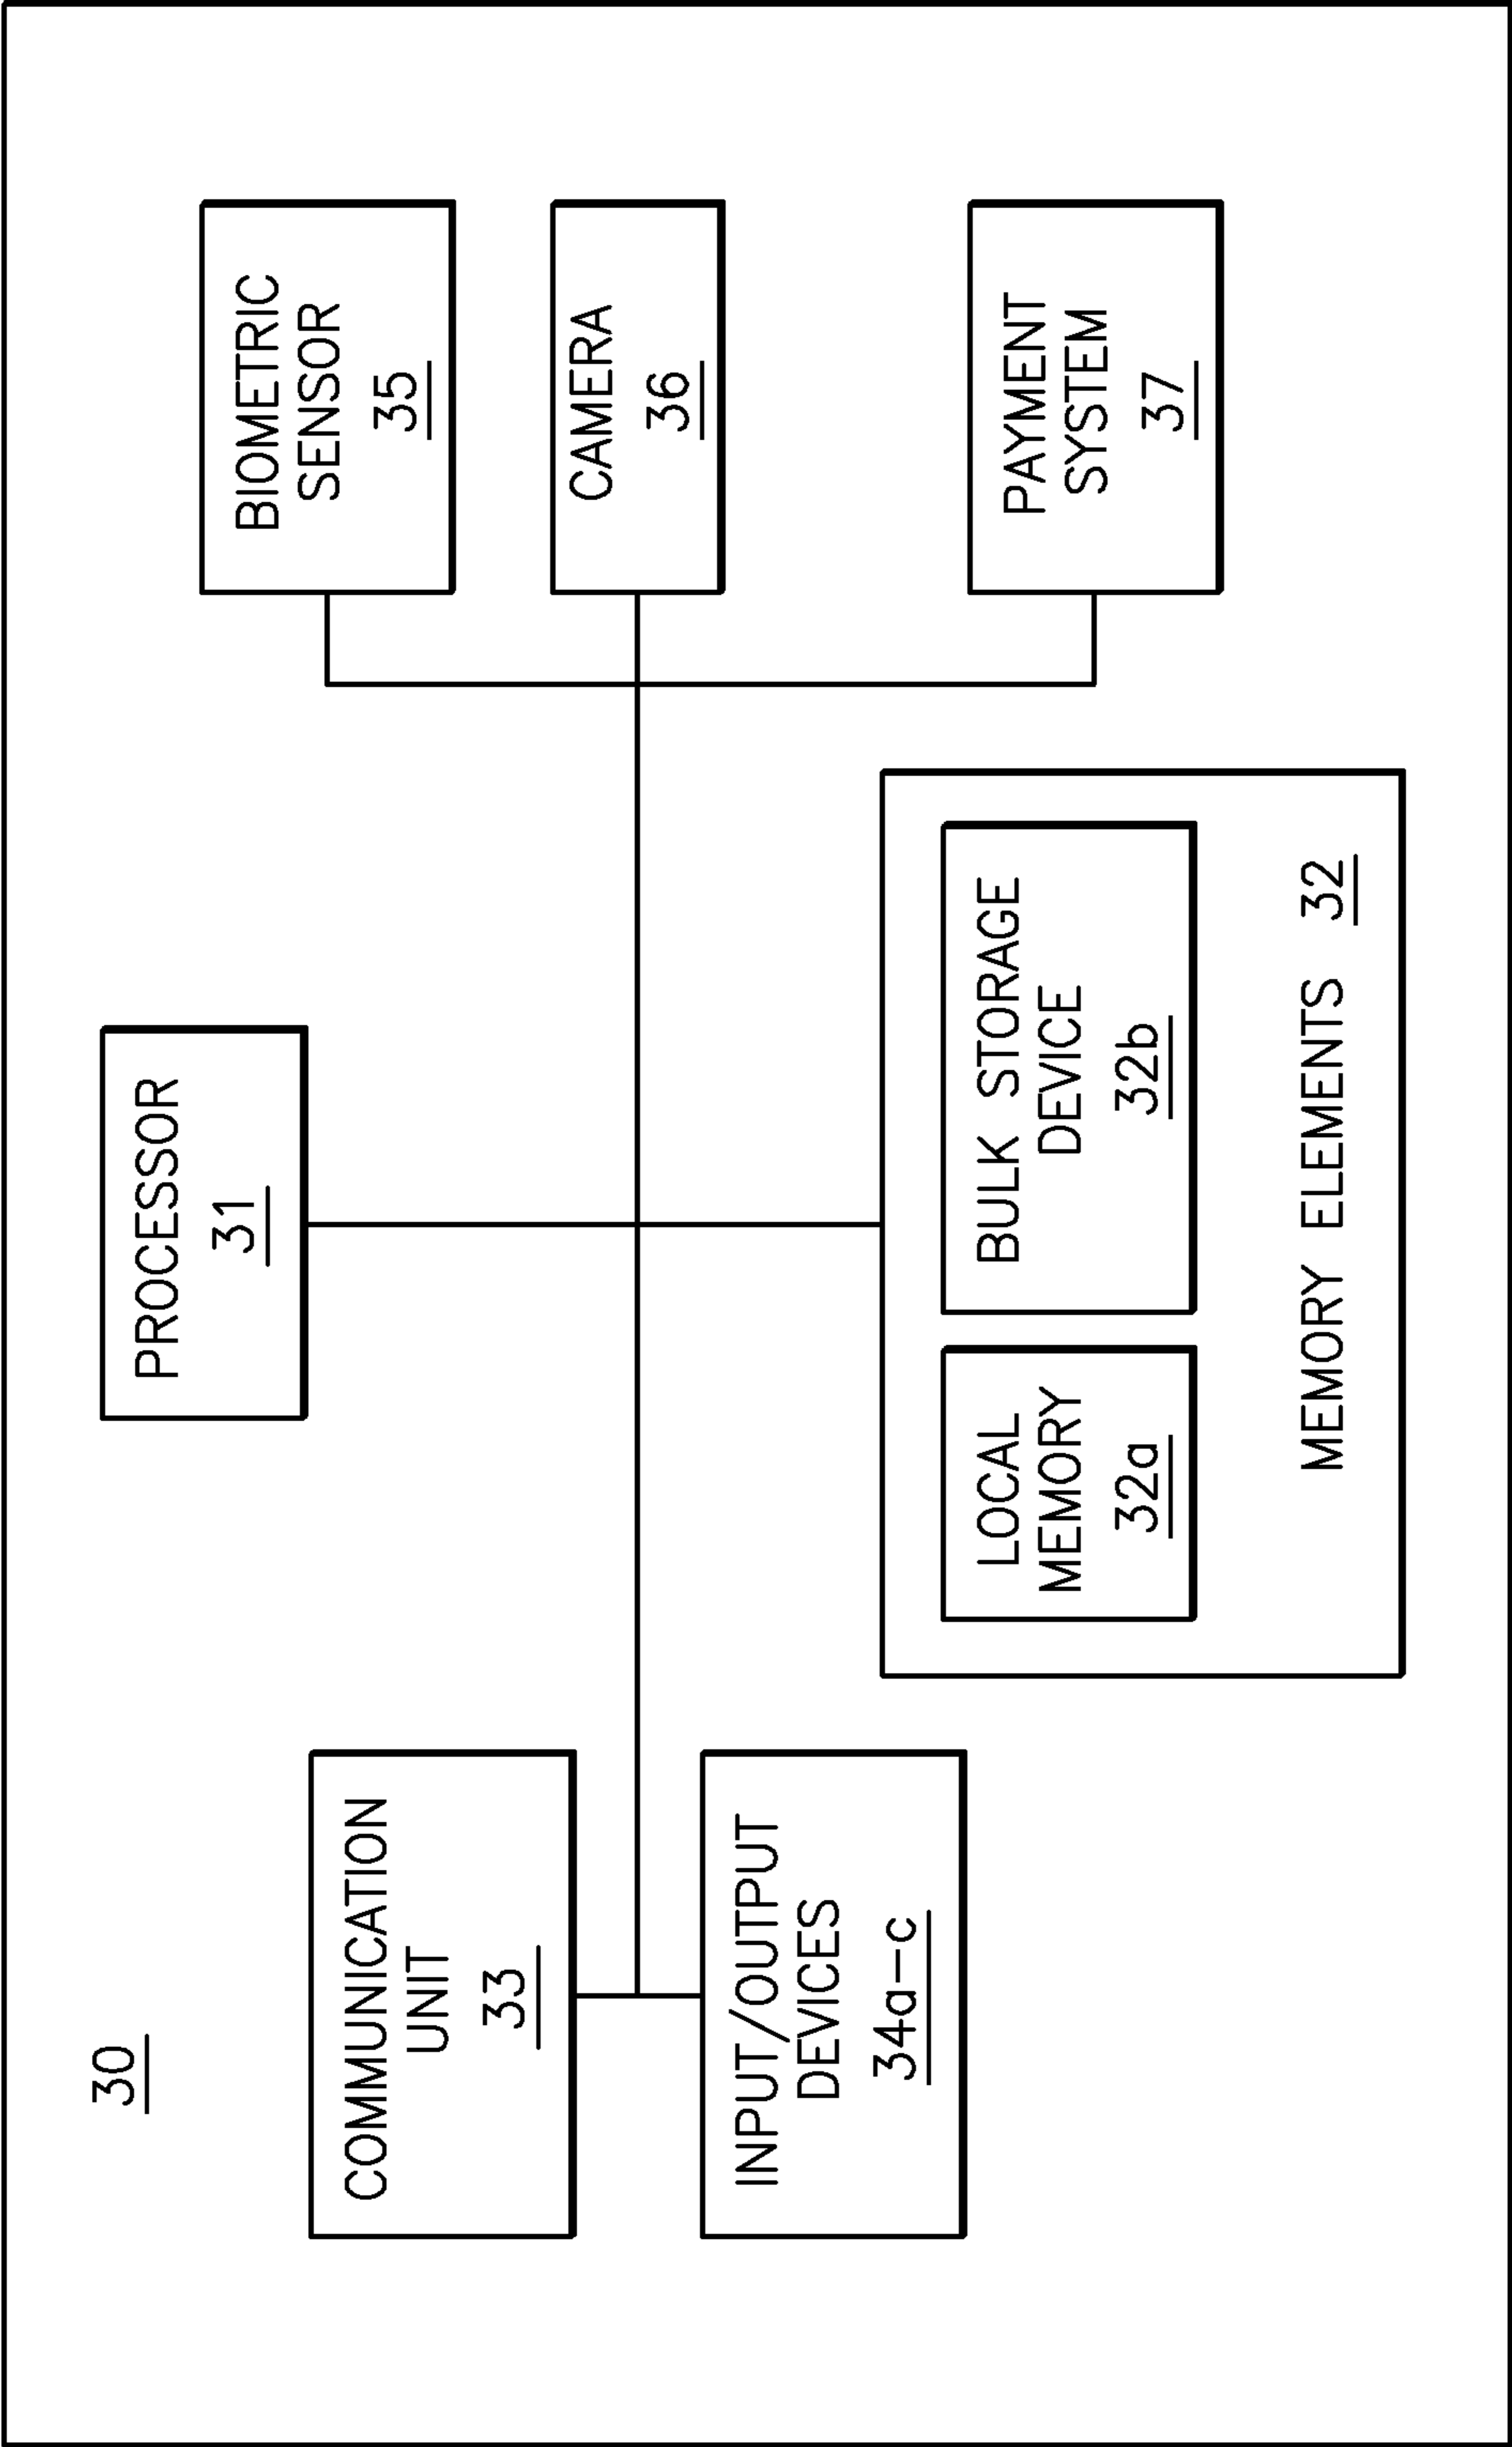 30
PROCESSOR
31
COMMUNICATION
UNIT
33
INPUT/OUTPUT
DEVICES
34a-c
LOCAL
MEMORY
32a
BULK STORAGE
DEVICE
32b
MEMORY ELEMENTS 32
BIOMETRIC
SENSOR
35
CAMERA
36
PAYMENT
SYSTEM
37